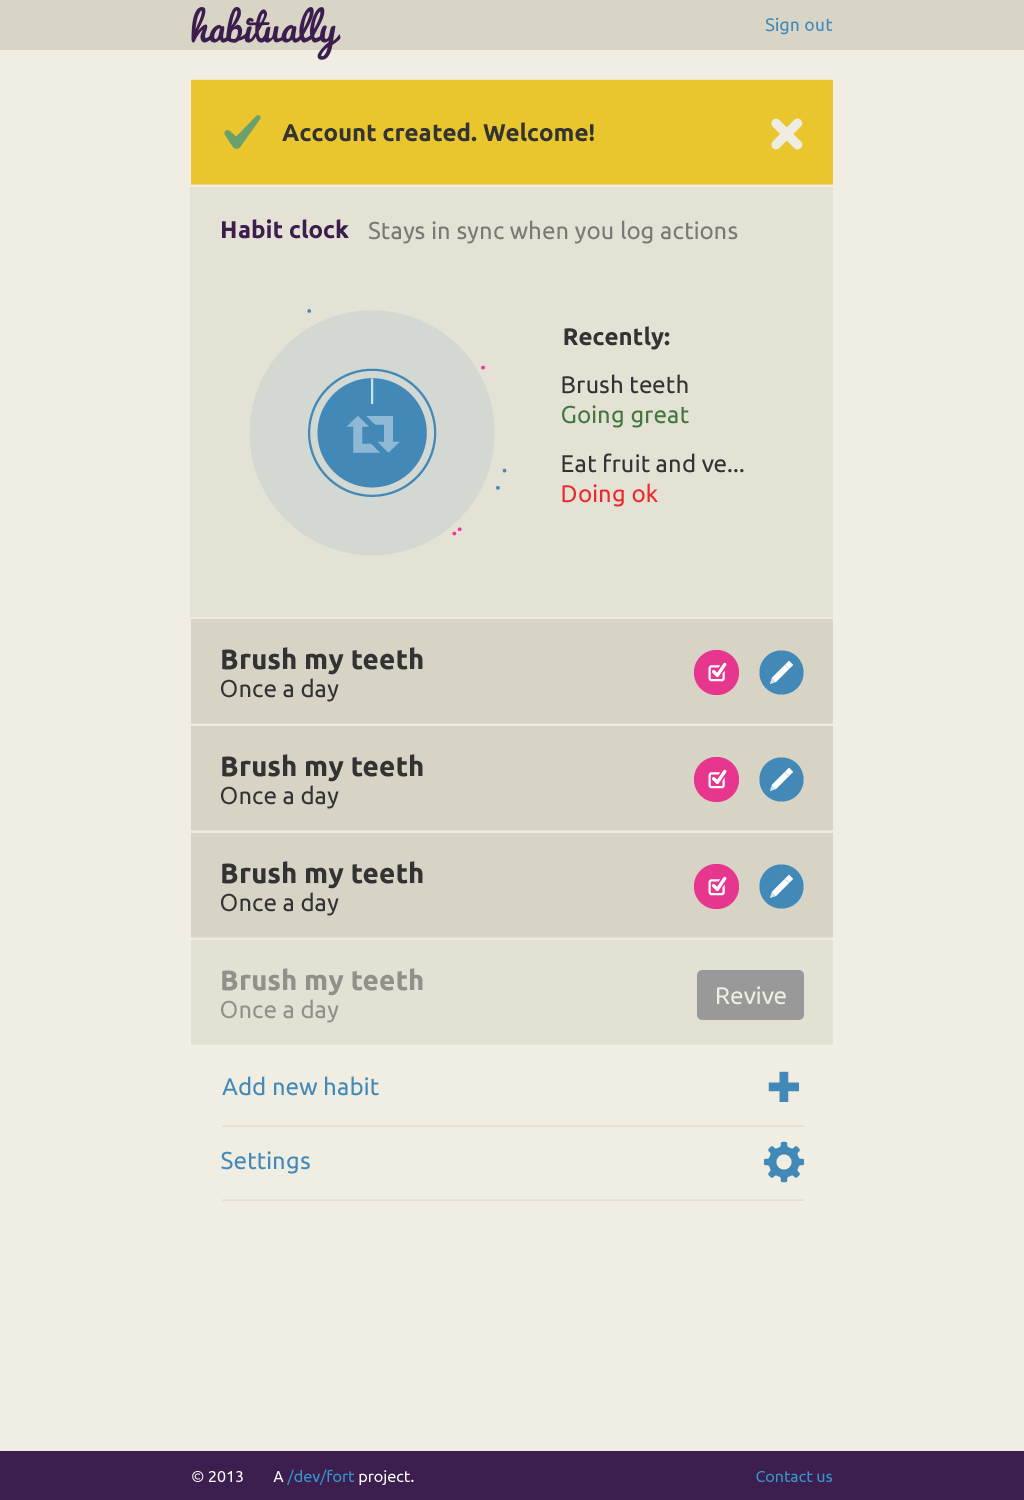 habitually
Sign out
Account created. Welcome!
Habit clock Stays in sync when you log actions
Recently:
Brush teeth
Going great
Eat fruit and ve...
Doing ok
Brush my teeth
Once a day
Brush my teeth
Once a day
Brush my teeth
Once a day
Brush my teeth
Once a day
Revive
Add new habit
Settings
© 2013 A /dev/fort project. Contact us